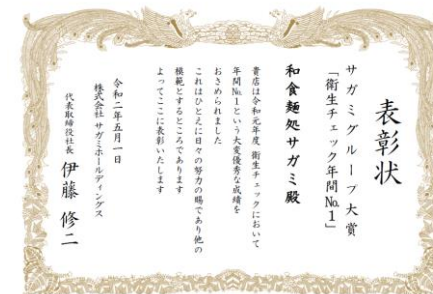 表彰状
サガミグループ大賞
「衛生チェック年間№1」
和食麺処サガミ殿
貴店は令和元年度 衛生チェックにおいて
年間№1という大変優秀な成績を
おさめられました
これはひとえに日々の努力の賜であり他の
模範とするところであります
よってここに表彰いたします
令和二年五月一日
株式会社 サガミホールディングス
代表取締役社長 伊藤 修二